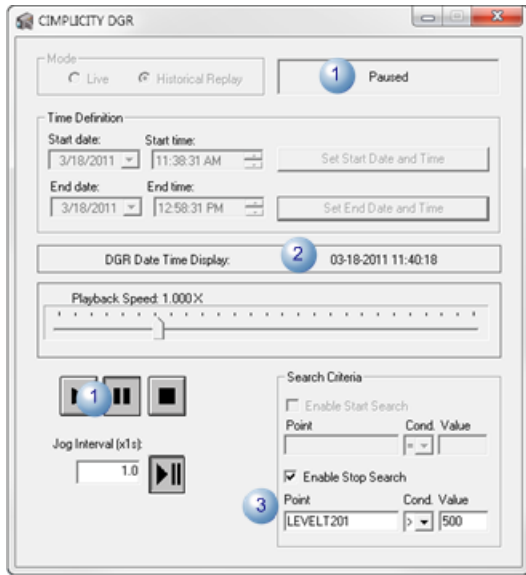 CIMPLICITY DGR
Mode
Live Historical Replay
1 Paused
Time Definition
Start date: Start time:
3/18/2011 11:38:31 AM Set Start Date and Time
End date: End time:
3/18/2011 12:58:31 PM Set End Date and Time
DGR Date Time Display: 2 03-18-2011 11:40:18
Playback Speed: 1.000X
1
Jog Interval (x1s):
1.0
Search Criteria
Enable Start Search
Point Cond. Value
=
Enable Stop Search
3 Point Cond. Value
LEVELT201 > 500